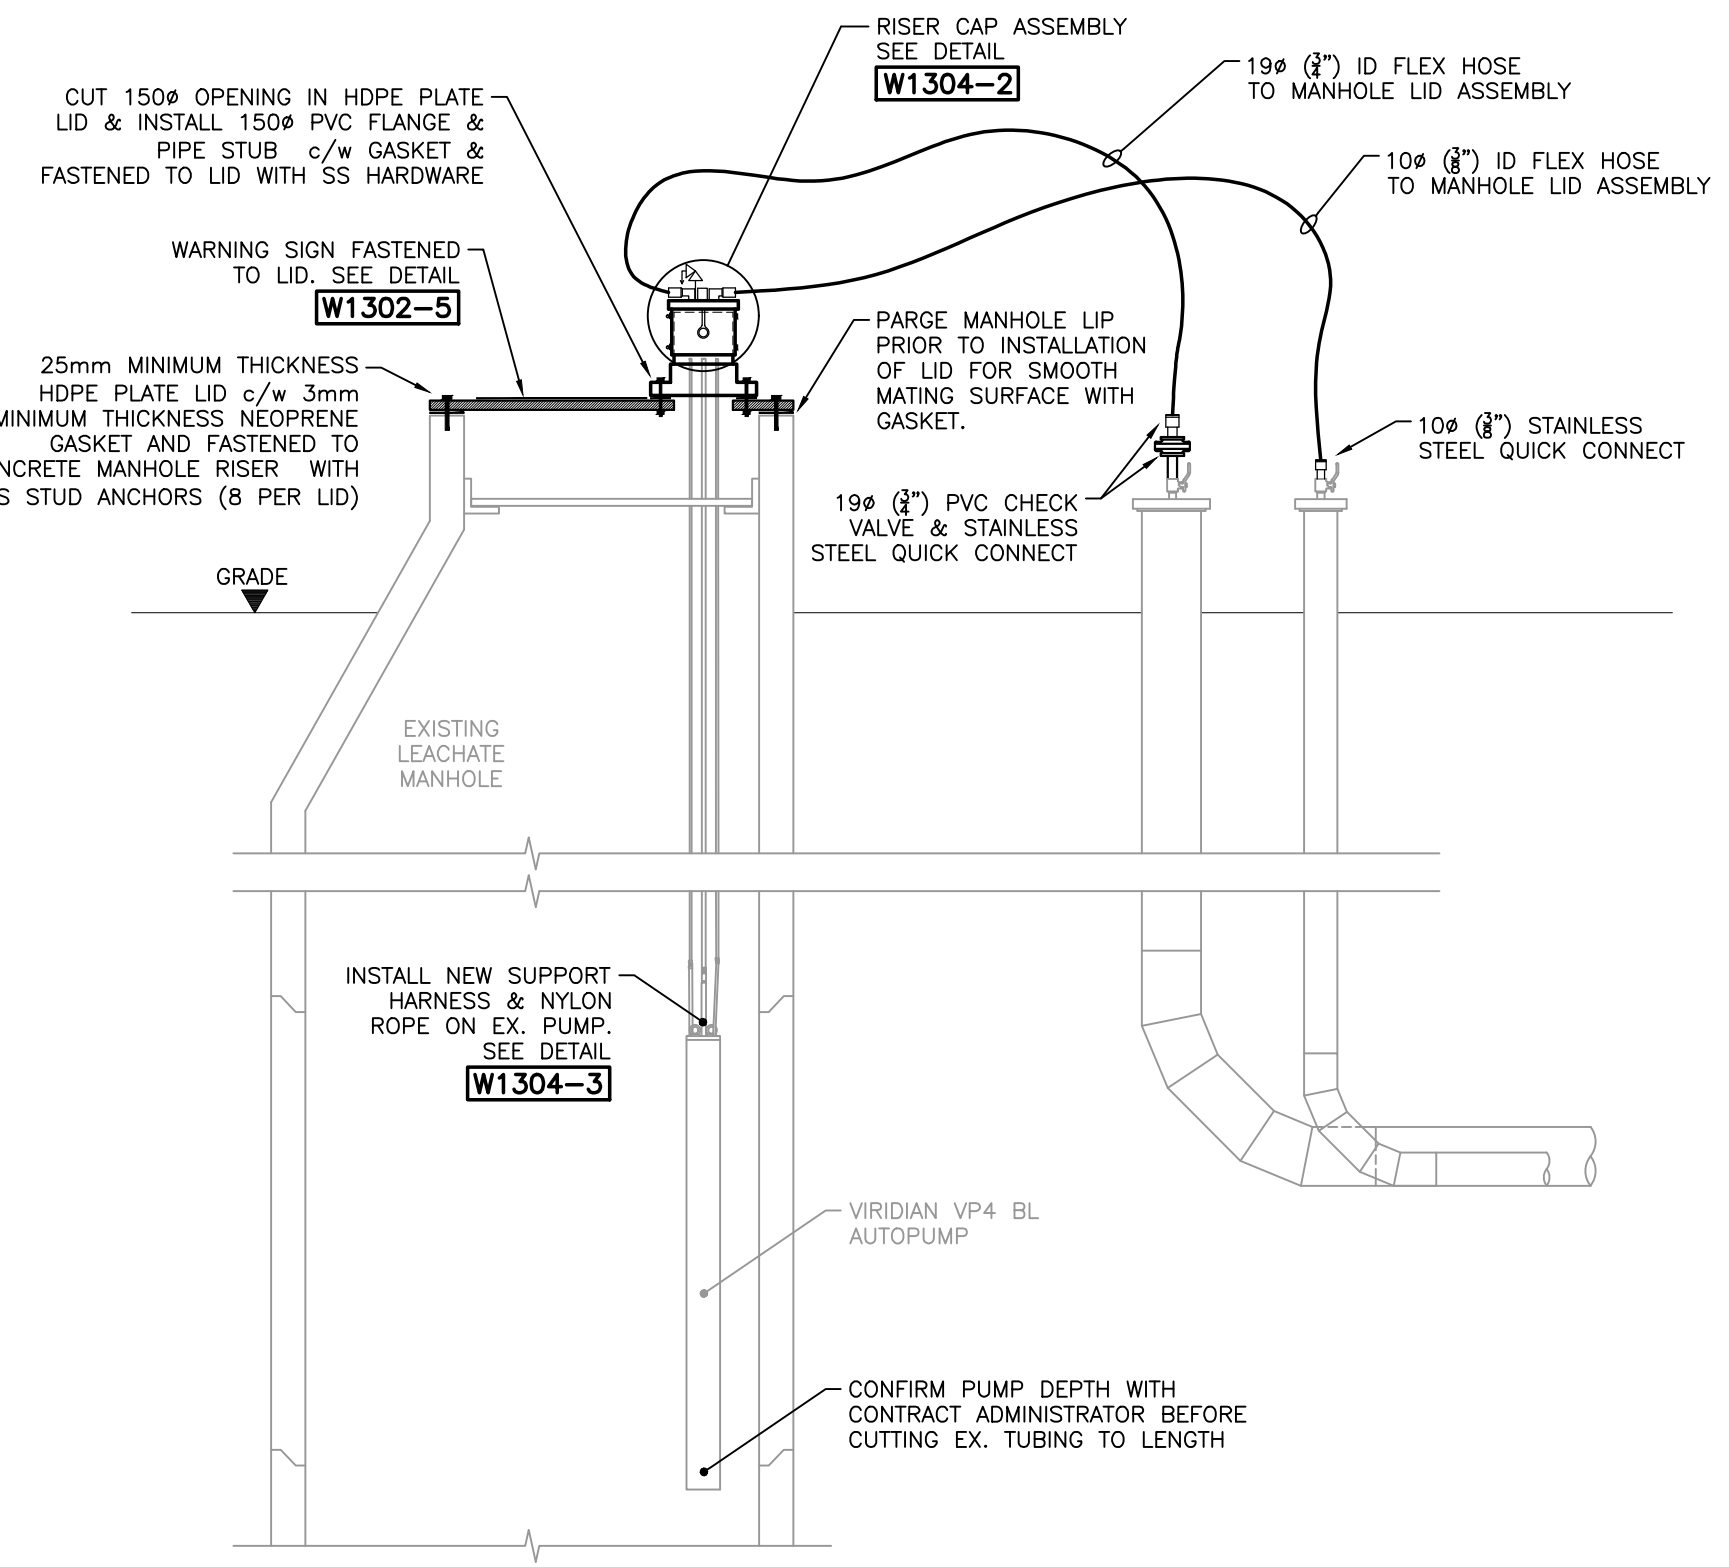 RISER CAP ASSEMBLY
SEE DETAIL
W1304-2
19ø (3/4") ID FLEX HOSE
TO MANHOLE LID ASSEMBLY
CUT 150ø OPENING IN HDPE PLATE
LID & INSTALL 150ø PVC FLANGE &
PIPE STUB c/w GASKET &
FASTENED TO LID WITH SS HARDWARE
10ø (3/8") ID FLEX HOSE
TO MANHOLE LID ASSEMBLY
WARNING SIGN FASTENED
TO LID. SEE DETAIL
W1302-5
PARGE MANHOLE LIP
PRIOR TO INSTALLATION
OF LID FOR SMOOTH
MATING SURFACE WITH
GASKET.
25mm MINIMUM THICKNESS
HDPE PLATE LID c/w 3mm
MINIMUM THICKNESS NEOPRENE
GASKET AND FASTENED TO
NCRETE MANHOLE RISER WITH
S STUD ANCHORS (8 PER LID)
10ø (3/8") STAINLESS
STEEL QUICK CONNECT
19ø (3/4") PVC CHECK
VALVE & STAINLESS
STEEL QUICK CONNECT
GRADE
EXISTING
LEACHATE
MANHOLE
INSTALL NEW SUPPORT
HARNESS & NYLON
ROPE ON EX. PUMP.
SEE DETAIL
W1304-3
VIRIDIAN VP4 BL
AUTOPUMP
CONFIRM PUMP DEPTH WITH
CONTRACT ADMINISTRATOR BEFORE
CUTTING EX. TUBING TO LENGTH